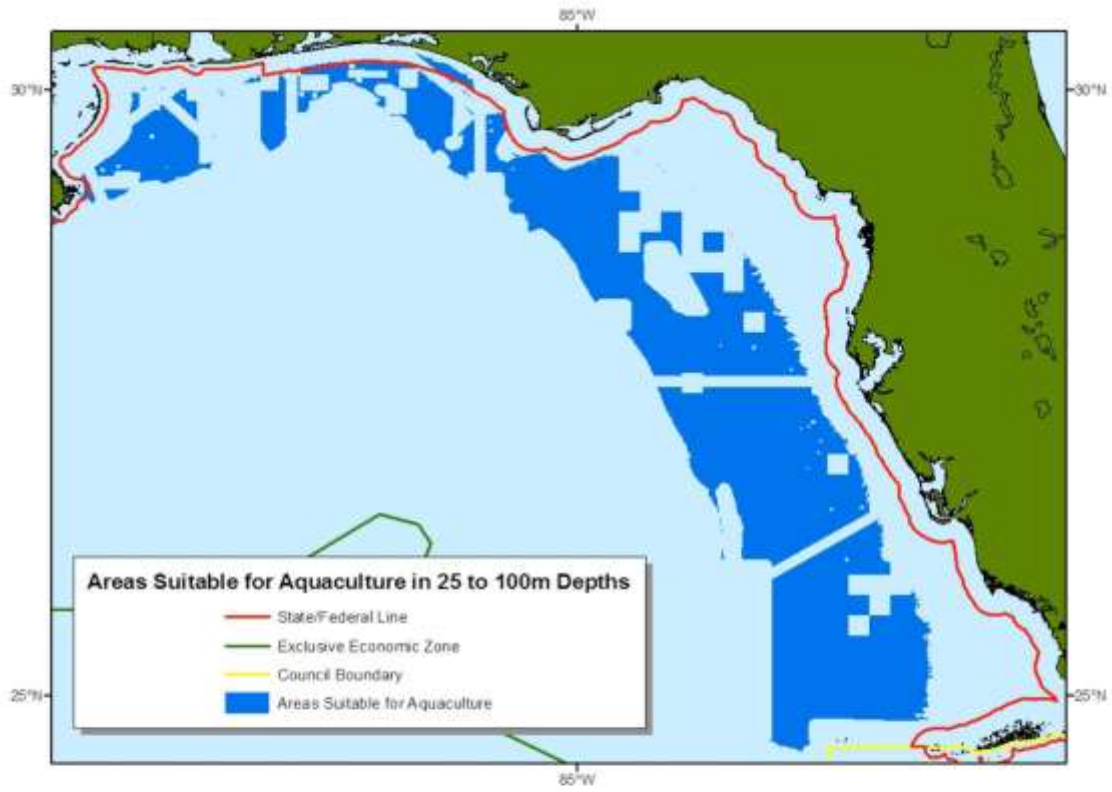 85°W
30°N
30°N
Areas Suitable for Aquaculture in 25 to 100m Depths
State/Federal Line
Exclusive Economic Zone
Council Boundary
Areas Suitable for Aquaculture
25°N
25°N
85°W